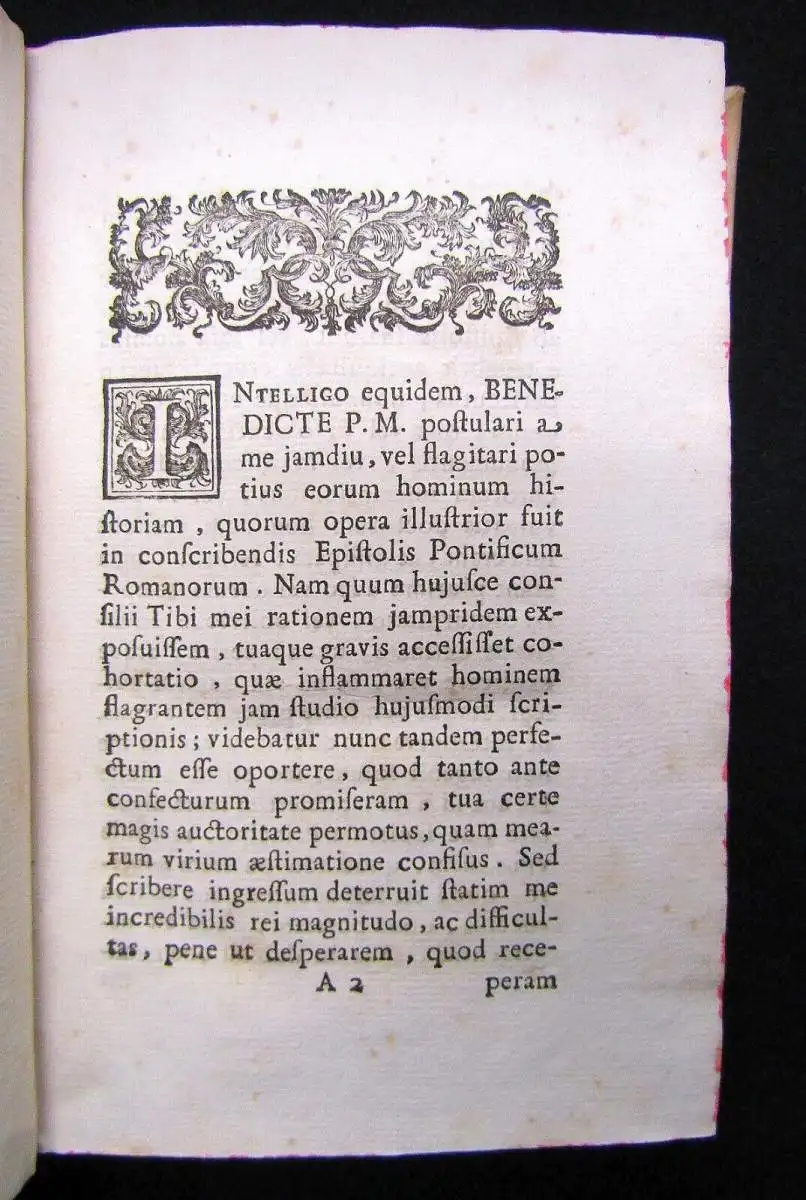 INTELLIGO equidem, BENE-
DICTE P. M. poſtulari a
me jamdiu, vel flagitari po-
tius eorum hominum hi-
ſtoriam, quorum opera illuſtrior fuit
in conſcribendis Epiſtolis Pontificum
Romanorum. Nam quum hujuſce con-
ſilii Tibi mei rationem jampridem ex-
poſuiſſem, tuaque gravis acceſſiſſet co-
hortatio, quæ inflammaret hominem
flagrantem jam ſtudio hujuſmodi ſcri-
ptionis; videbatur nunc tandem perfe-
ctum eſſe oportere, quod tanto ante
confecturum promiſeram, tua certe
magis auctoritate permotus, quam mea-
rum virium æſtimatione confiſus. Sed
ſcribere ingreſſum deterruit ſtatim me
incredibilis rei magnitudo, ac difficul-
tas, pene ut deſperarem, quod rece-
A 2 peram